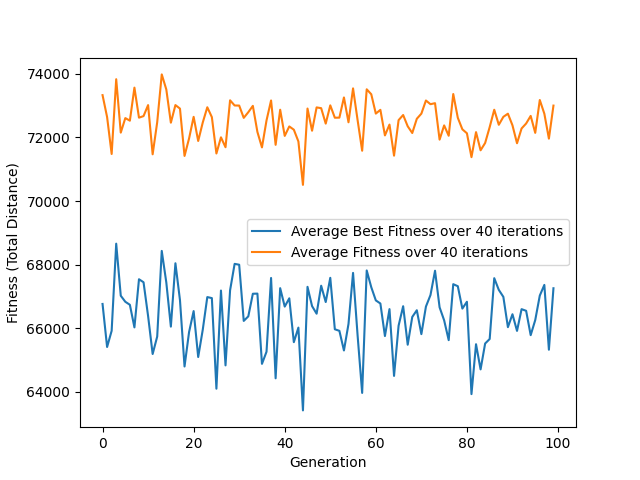 74000
72000
70000
68000
66000
64000
Fitness (Total Distance)
Average Best Fitness over 40 iterations
Average Fitness over 40 iterations
0 20 40 60 80 100
Generation